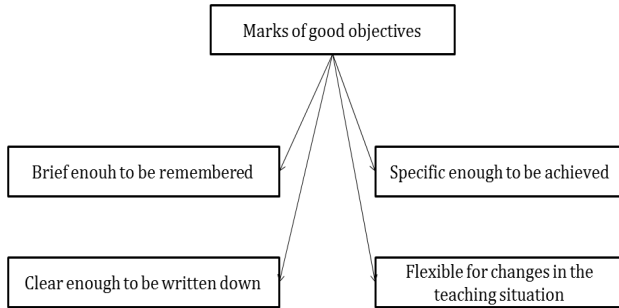 Marks of good objectives
Brief enouh to be remembered
Specific enough to be achieved
Clear enough to be written down
Flexible for changes in the
teaching situation